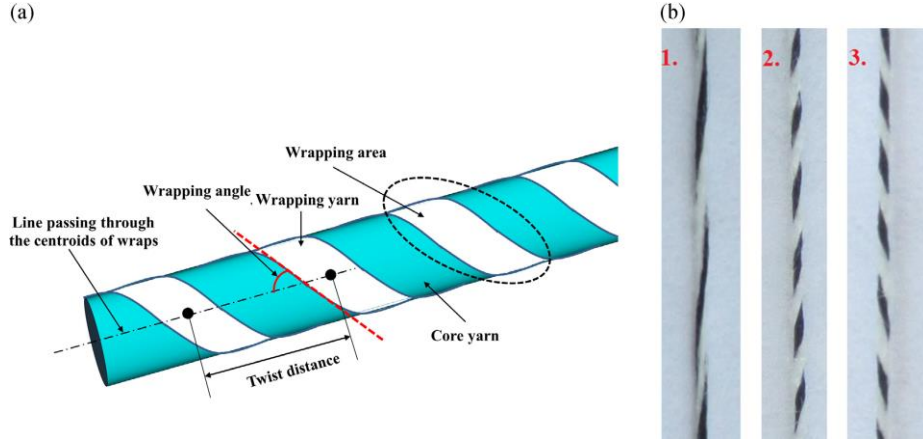 (a)
(b)
1.
2.
3.
Wrapping area
Wrapping angle
Wrapping yarn
Line passing through
the centroids of wraps
Core yarn
Twist distance